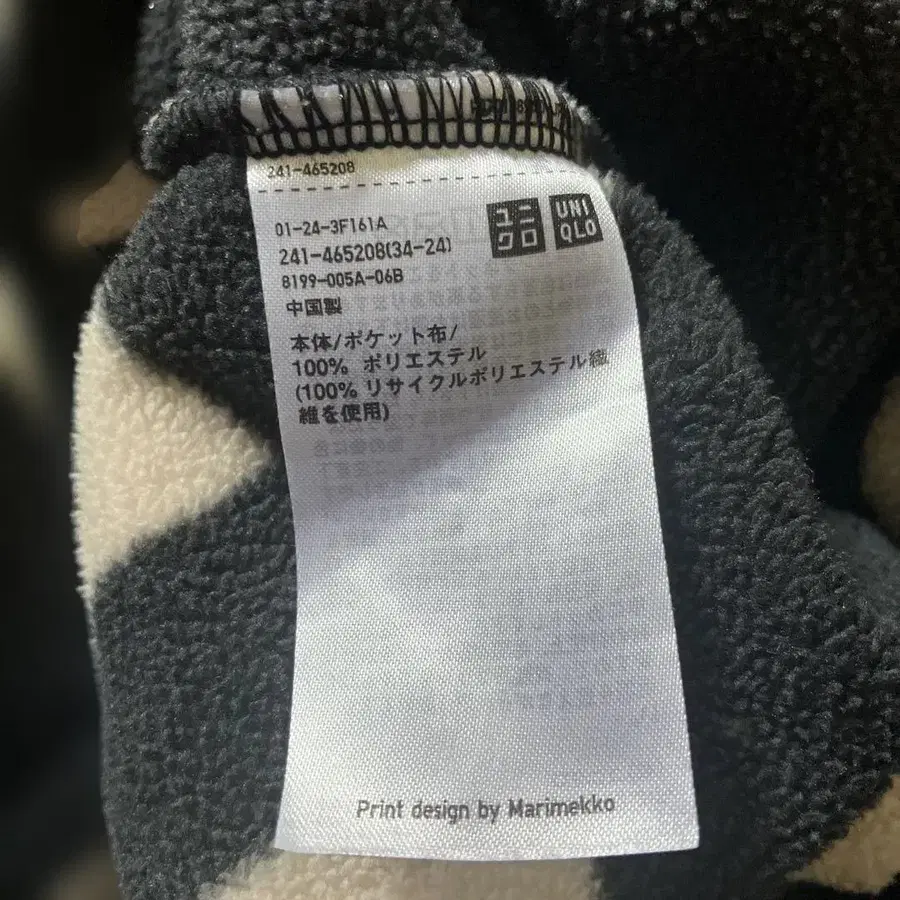 241-465208
01-24-3F161A
241-465208(34-24)
8199-005A-06B
中国製
ユニ
クロ
UNI
QLO
本体/ポケット布/
100% ポリエステル
(100% リサイクルポリエステル繊
維を使用)
Print design by Marimekko